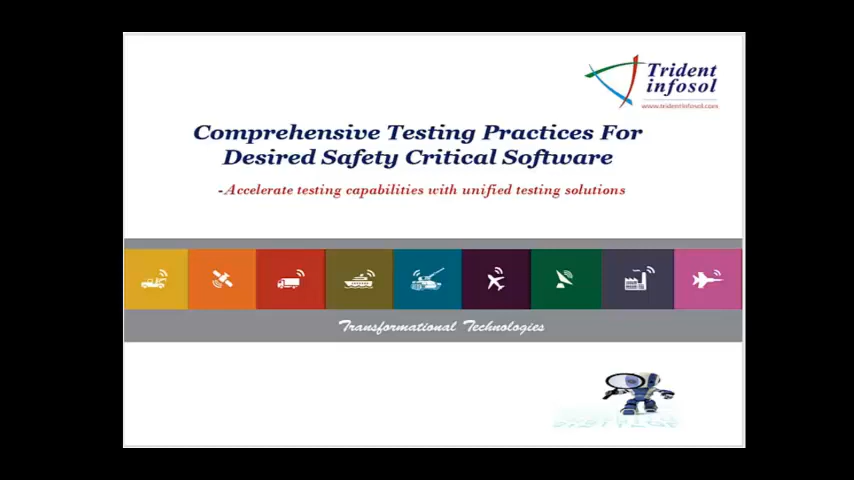 Trident
infosol
www.tridentinfosol.com
Comprehensive Testing Practices For
Desired Safety Critical Software
-Accelerate testing capabilities with unified testing solutions
Transformational Technologies